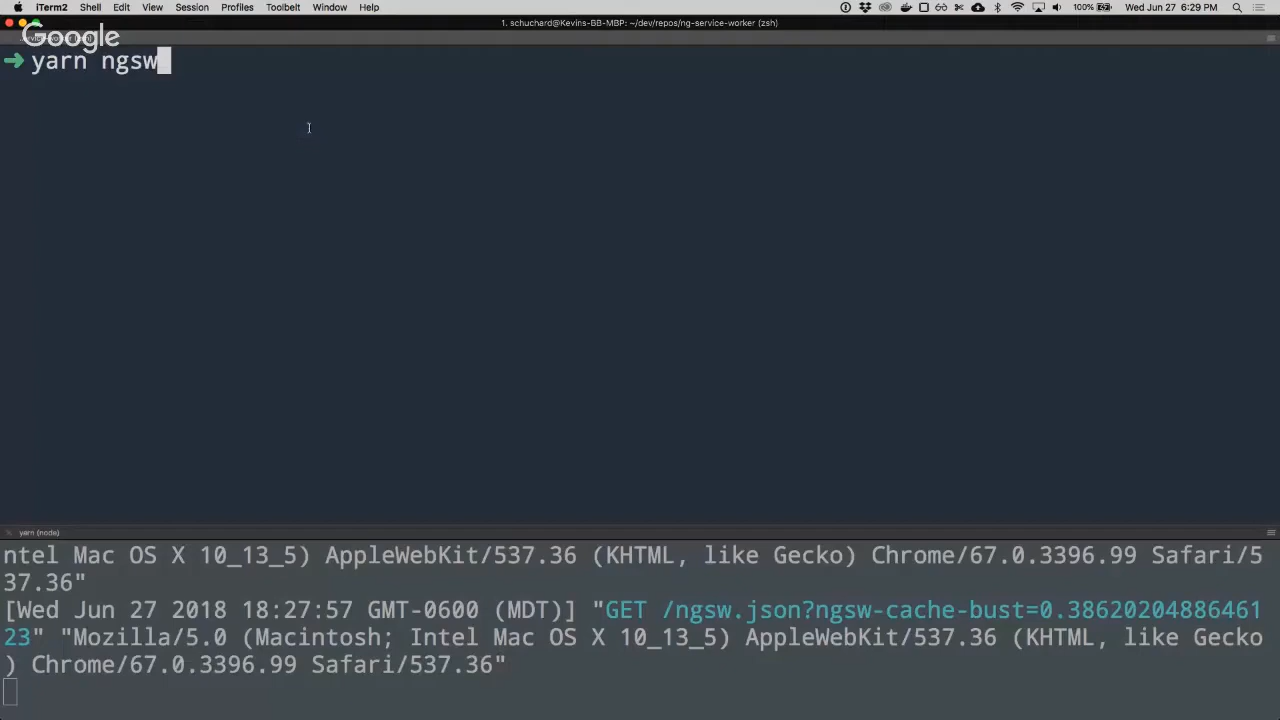 iTerm2 Shell Edit View Session Profiles Toolbelt Window Help 100% Wed Jun 27 6:29 PM
1. schuchard@Kevins-BB-MBP: ~/dev/repos/ng-service-worker (zsh)
Google
yarn ngsw
yarn (node)
ntel Mac OS X 10_13_5) AppleWebKit/537.36 (KHTML, like Gecko) Chrome/67.0.3396.99 Safari/5
37.36"
[Wed Jun 27 2018 18:27:57 GMT-0600 (MDT)] "GET /ngsw.json?ngsw-cache-bust=0.38620204886461
23" "Mozilla/5.0 (Macintosh; Intel Mac OS X 10_13_5) AppleWebKit/537.36 (KHTML, like Gecko
) Chrome/67.0.3396.99 Safari/537.36"